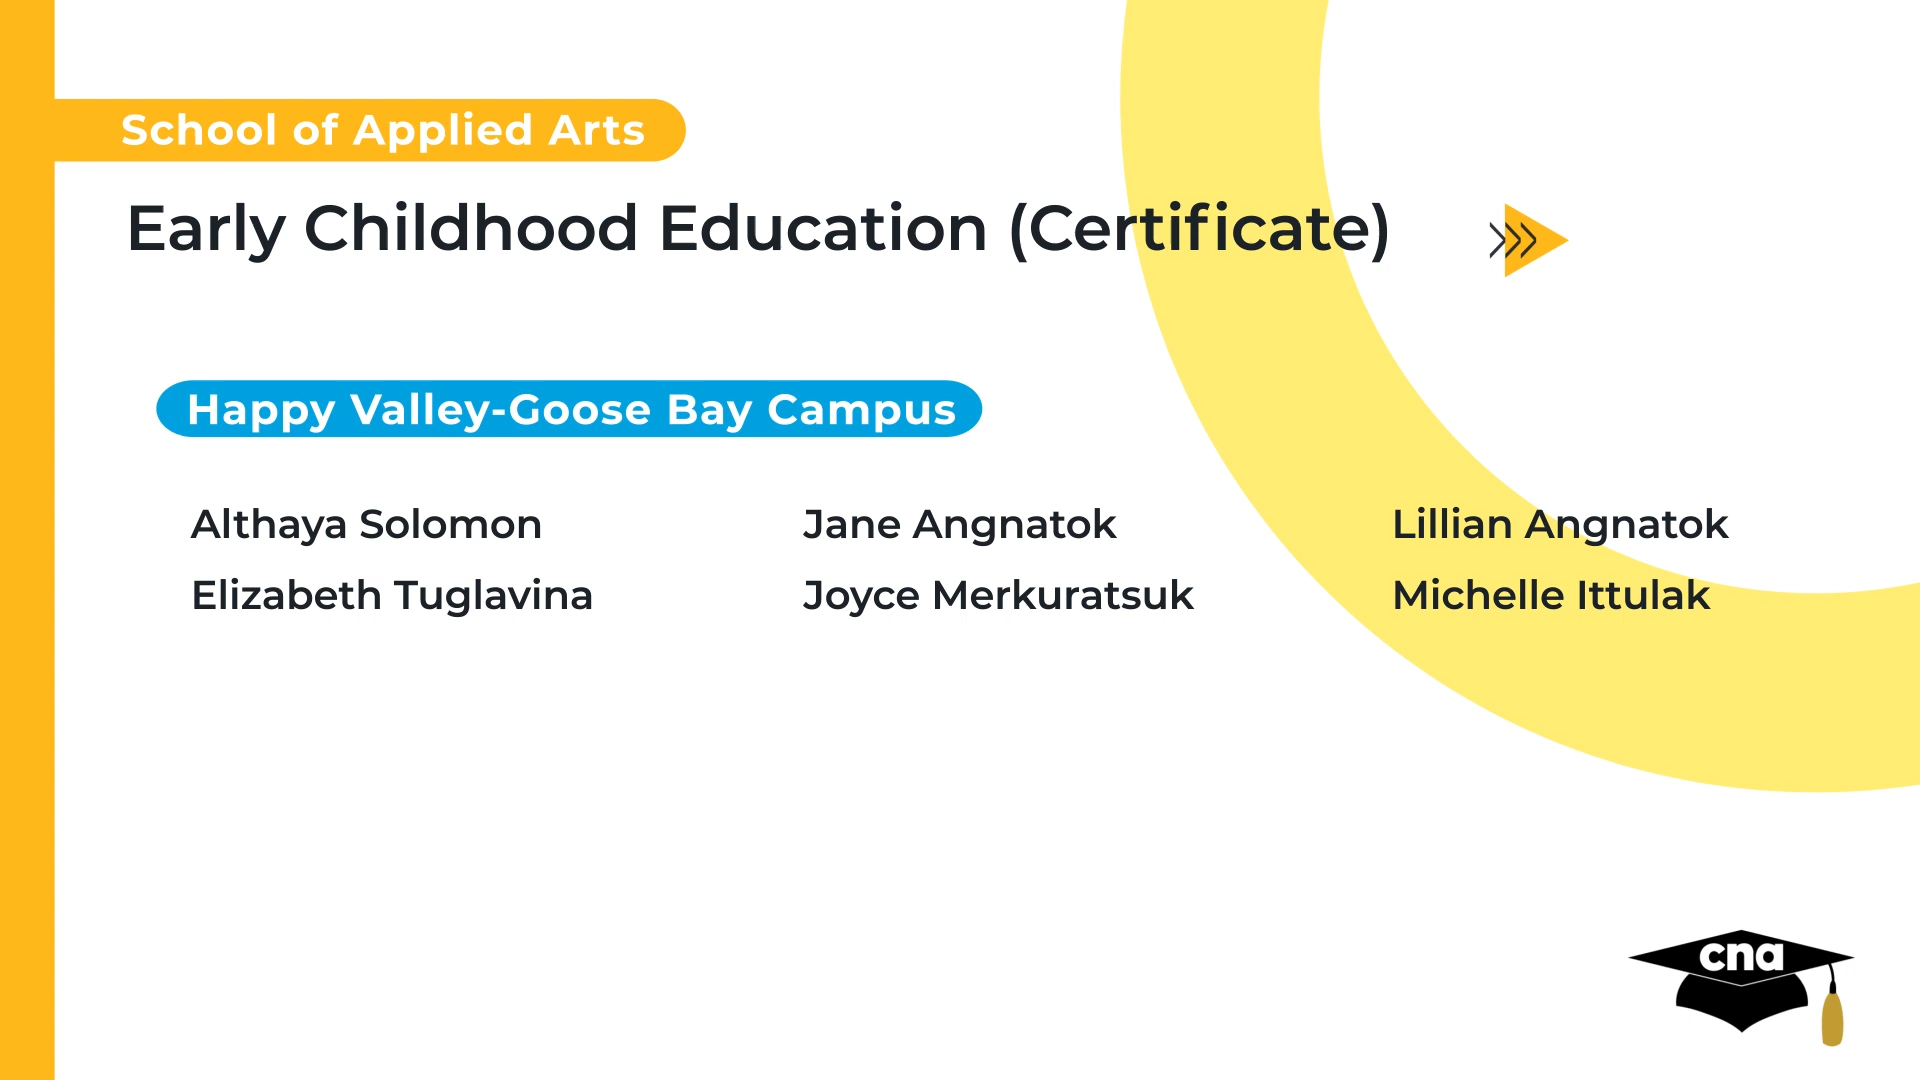 School of Applied Arts
Early Childhood Education (Certificate)
Happy Valley-Goose Bay Campus
Althaya Solomon
Jane Angnatok
Lillian Angnatok
Elizabeth Tuglavina
Joyce Merkuratsuk
Michelle Ittulak
cna